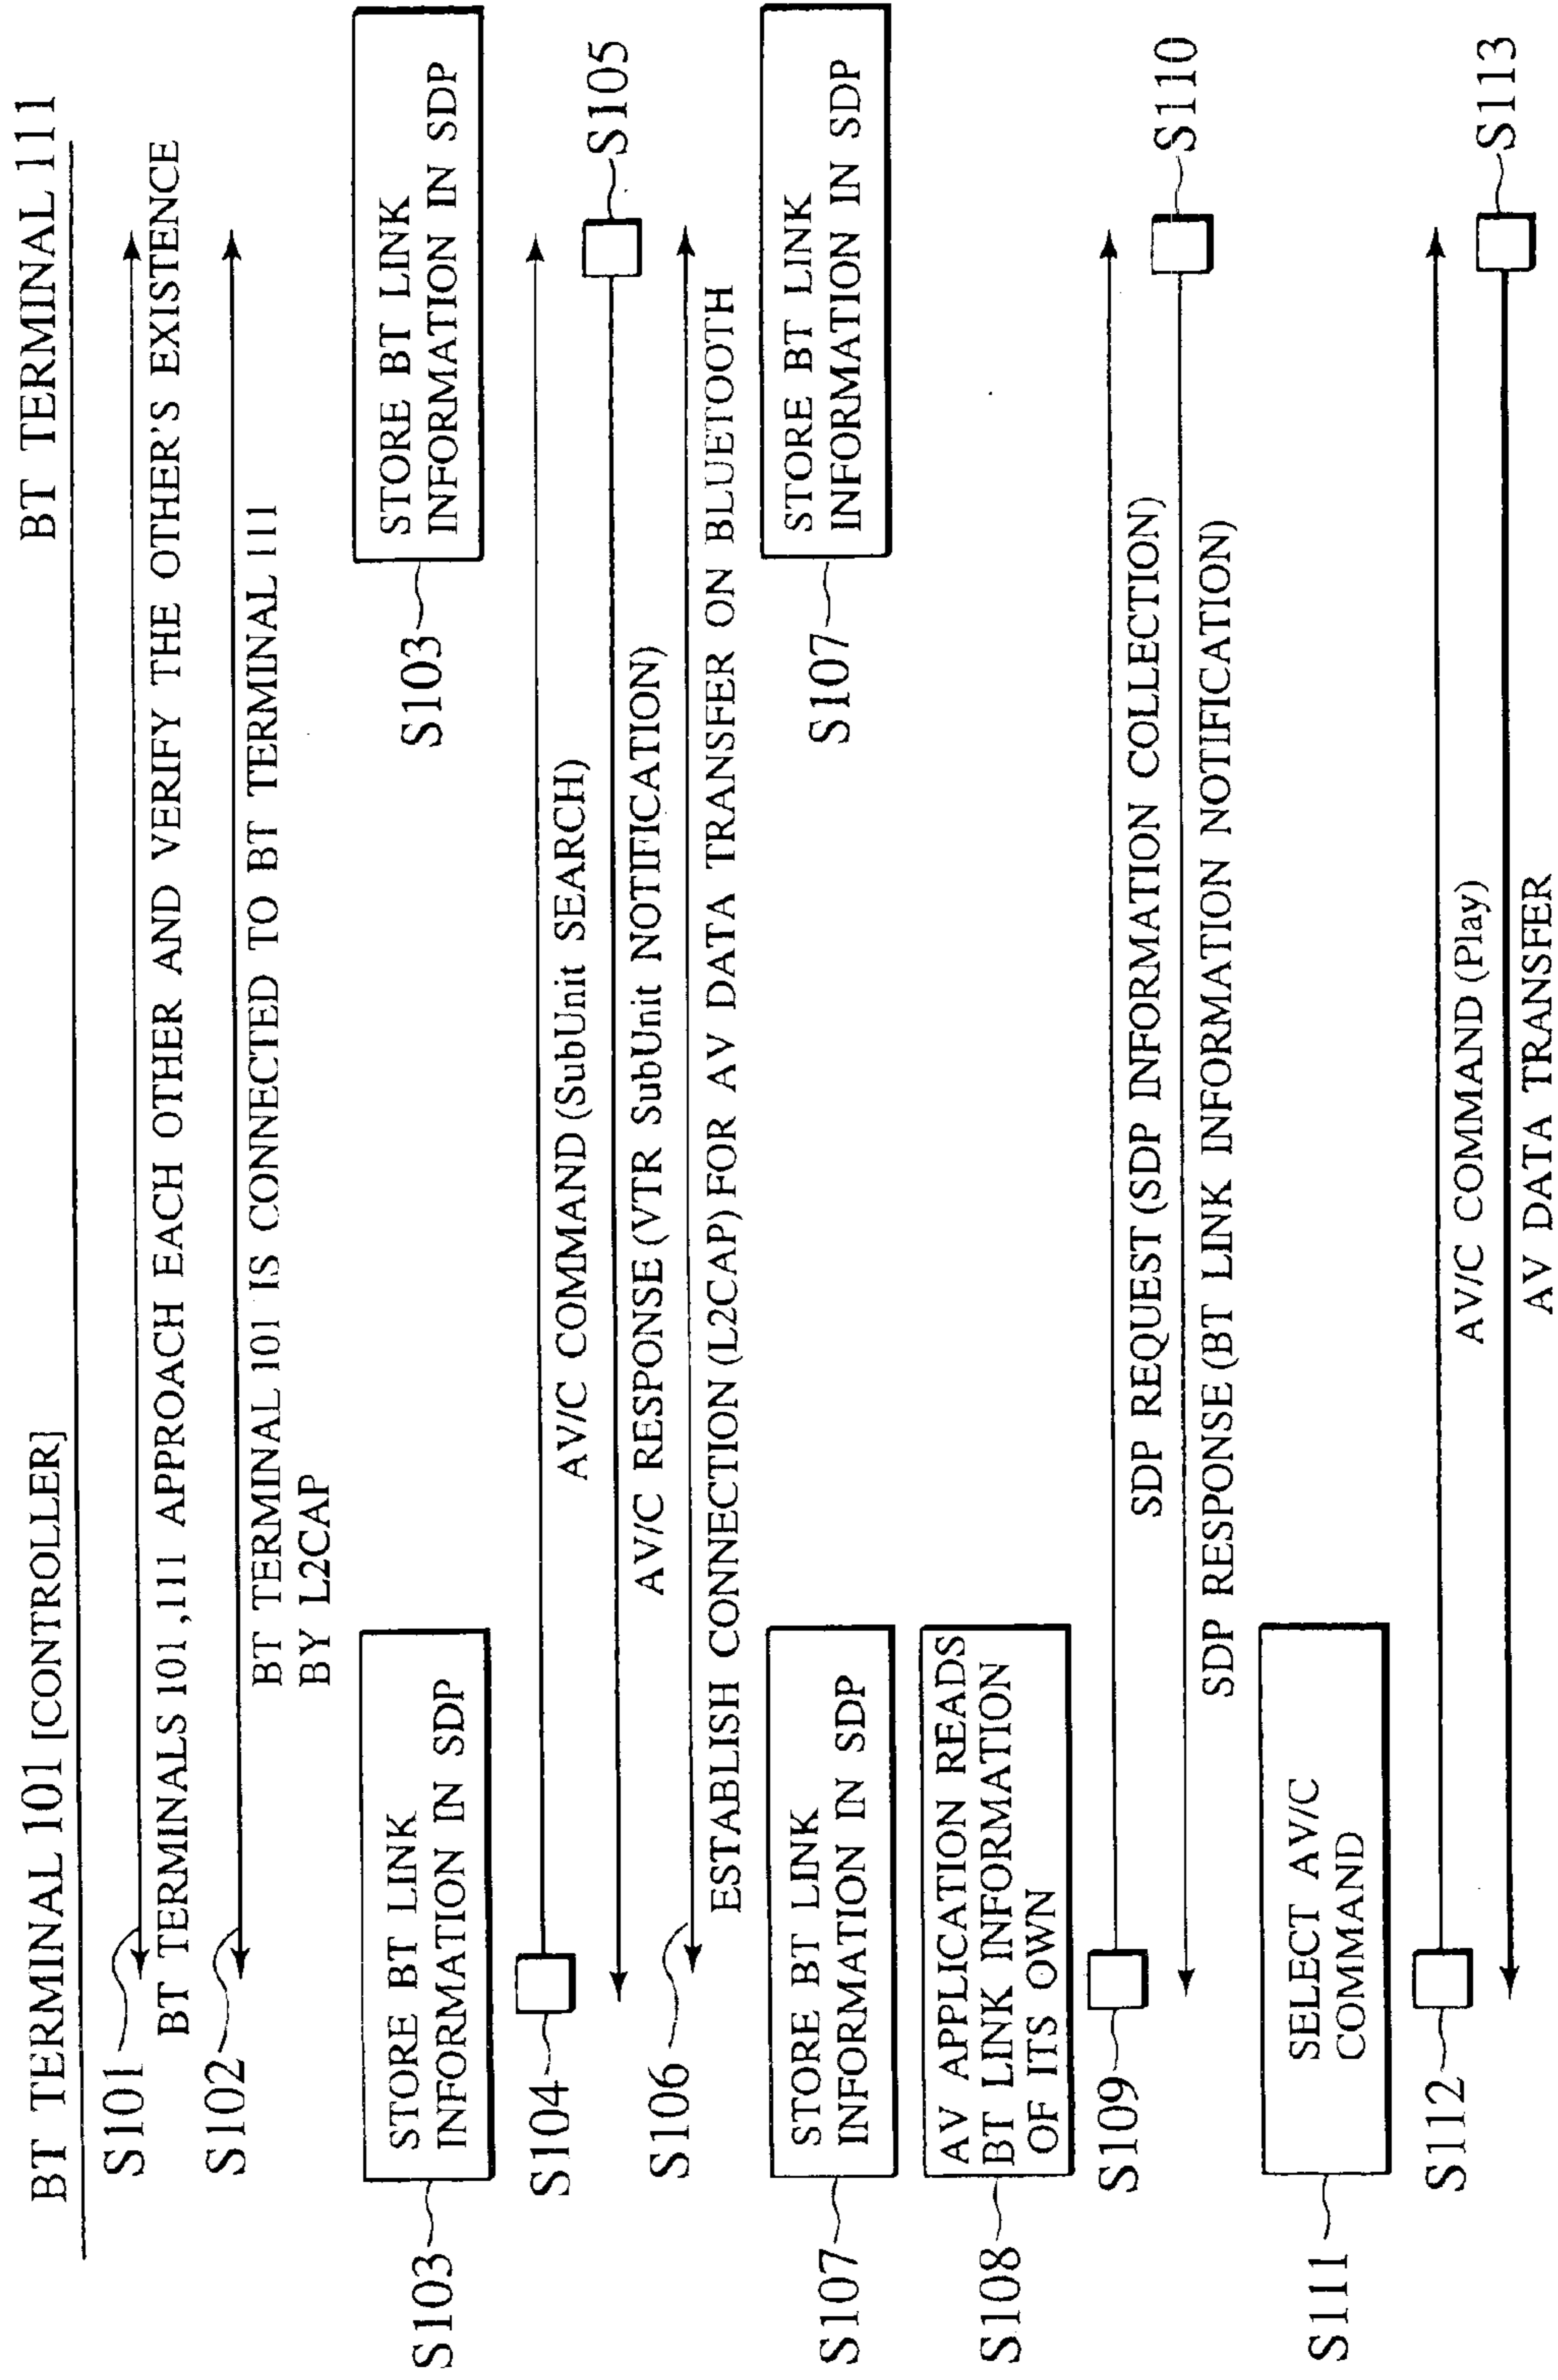 BT TERMINAL 101 [CONTROLLER]
BT TERMINAL 111
S101
BT TERMINALS 101,111 APPROACH EACH OTHER AND VERIFY THE OTHER'S EXISTENCE
S102
BT TERMINAL 101 IS CONNECTED TO BT TERMINAL 111
BY L2CAP
S103
STORE BT LINK
INFORMATION IN SDP
S103
STORE BT LINK
INFORMATION IN SDP
S104
AV/C COMMAND (SubUnit SEARCH)
S105
AV/C RESPONSE (VTR SubUnit NOTIFICATION)
S106
ESTABLISH CONNECTION (L2CAP) FOR AV DATA TRANSFER ON BLUETOOTH
S107
STORE BT LINK
INFORMATION IN SDP
S107
STORE BT LINK
INFORMATION IN SDP
S108
AV APPLICATION READS
BT LINK INFORMATION
OF ITS OWN
S109
SDP REQUEST (SDP INFORMATION COLLECTION)
S110
SDP RESPONSE (BT LINK INFORMATION NOTIFICATION)
S111
SELECT AV/C
COMMAND
S112
AV/C COMMAND (Play)
S113
AV DATA TRANSFER